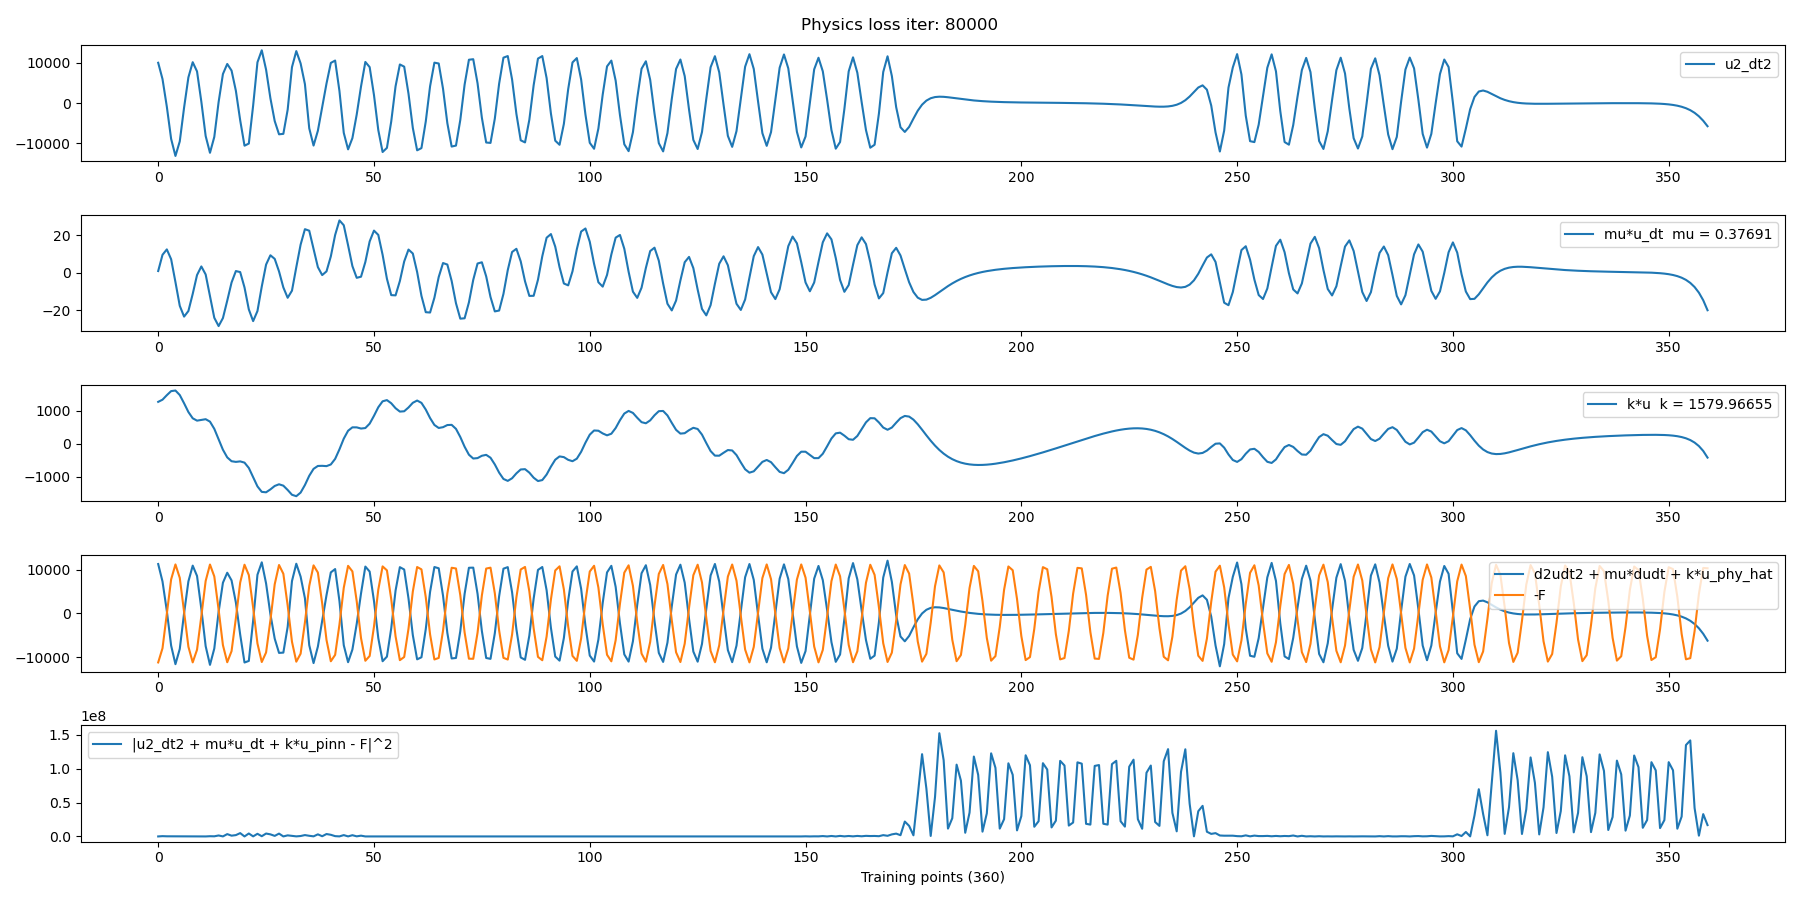 Physics loss iter: 80000
10000
0
−10000
u2_dt2
0 50 100 150 200 250 300 350
20
0
−20
mu*u_dt mu = 0.37691
0 50 100 150 200 250 300 350
1000
0
−1000
k*u k = 1579.96655
0 50 100 150 200 250 300 350
10000
0
−10000
d2udt2 + mu*dudt + k*u_phy_hat
-F
0 50 100 150 200 250 300 350
1e8
1.5
1.0
0.5
0.0
|u2_dt2 + mu*u_dt + k*u_pinn - F|^2
0 50 100 150 200 250 300 350
Training points (360)